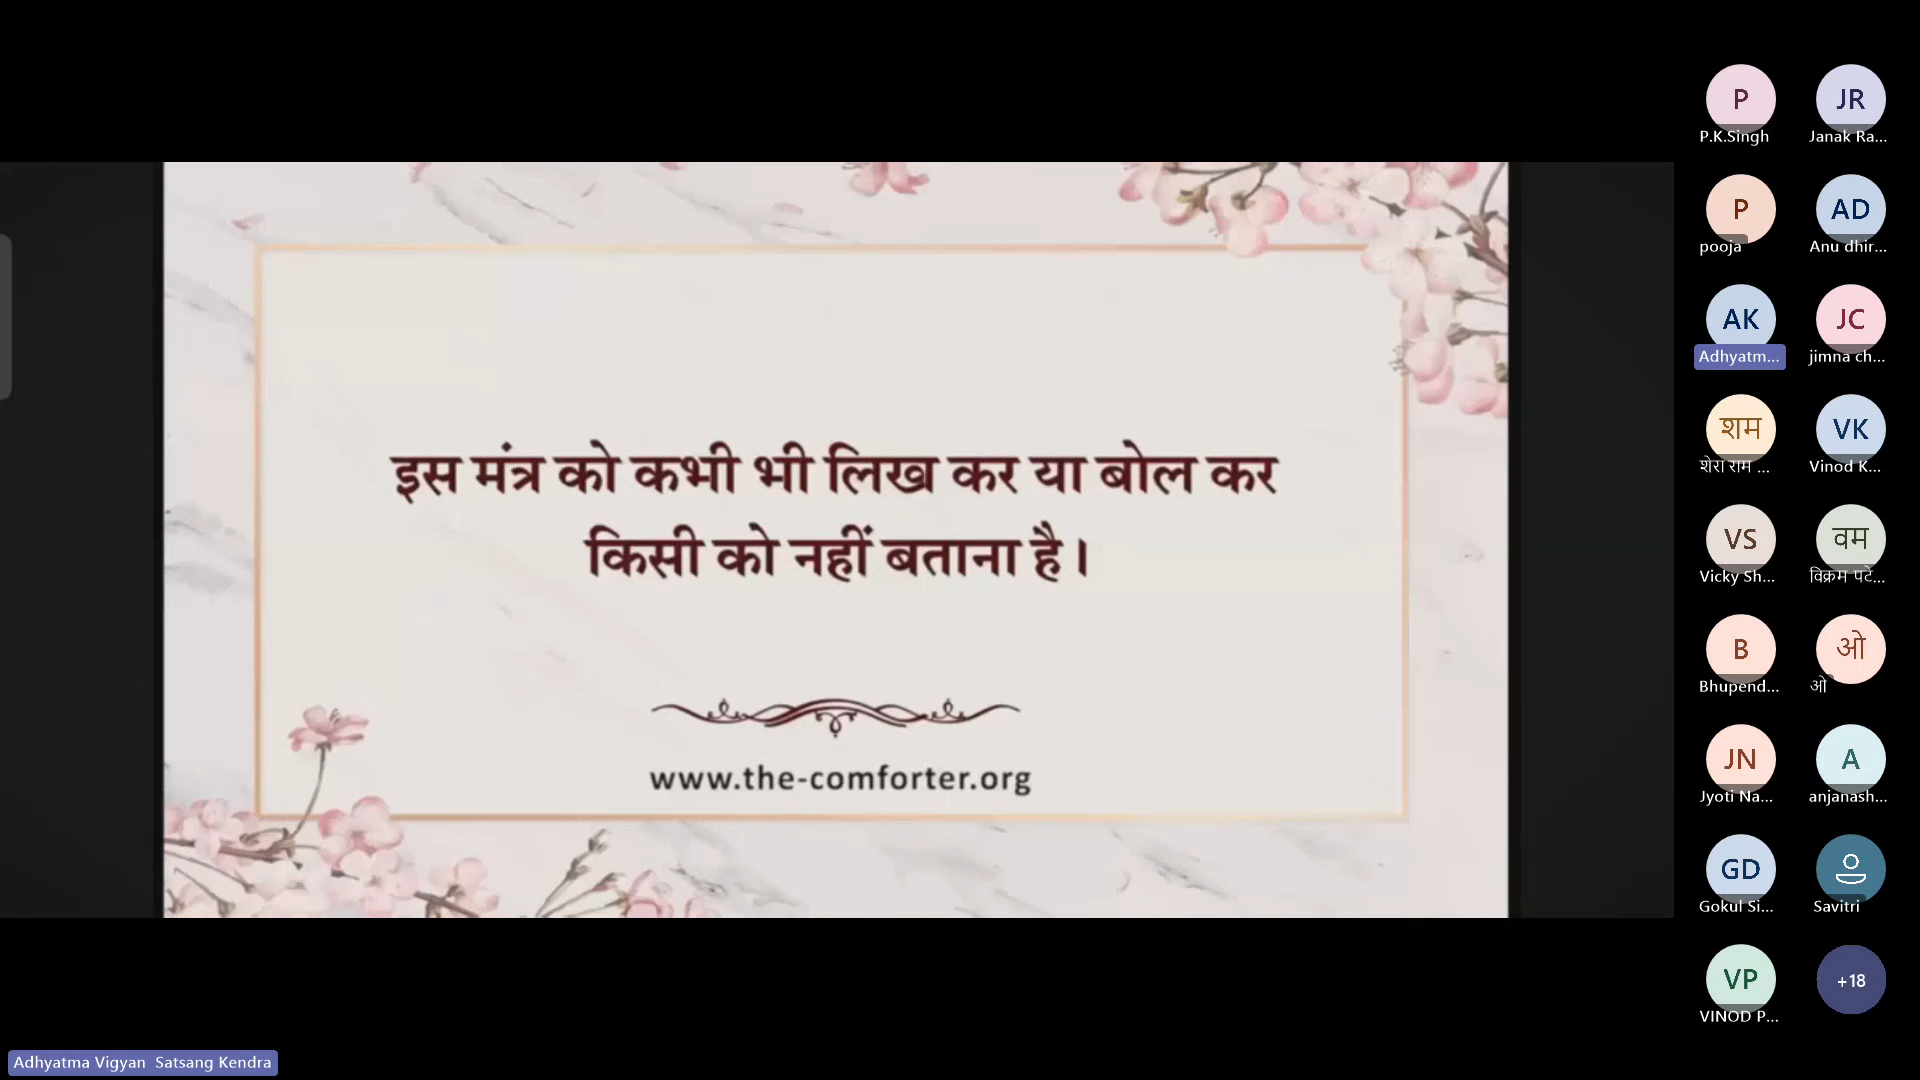 इस मंत्र को कभी भी लिख कर या बोल कर
किसी को नहीं बताना है।
www.the-comforter.org
P
JR
P.K.Singh
Janak Ra...
P
AD
pooja
Anu dhir...
AK
JC
Adhyatm...
jimna ch...
शम
VK
शेरा राम ...
Vinod K...
VS
वम
Vicky Sh...
विक्रम पटे...
B
ओ
Bhupend...
ओ
JN
A
Jyoti Na...
anjanash...
GD
Gokul Si...
Savitri
VP
+18
VINOD P...
Adhyatma Vigyan Satsang Kendra